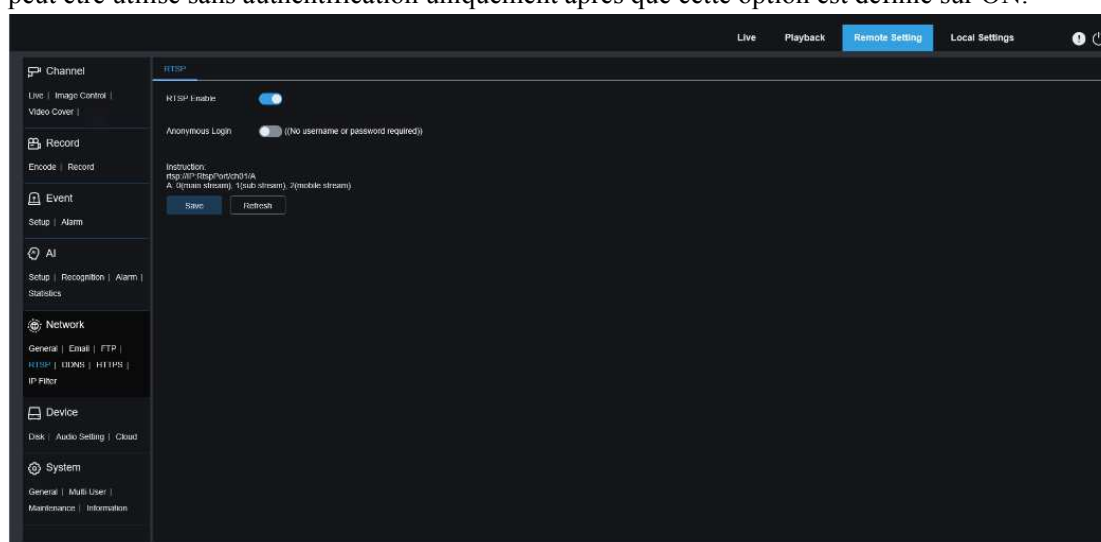 peut être utilisé sans authentification uniquement après que cette option est définie sur ON.
Live Playback Remote Setting Local Settings
Channel
Live | Image Control |
Video Cover |
Record
Encode | Record
Event
Setup | Alarm
AI
Setup | Recognition | Alarm |
Statistics
Network
General | Email | FTP |
RTSP | DDNS | HTTPS |
IP Filter
Device
Disk | Audio Setting | Cloud
System
General | Multi User |
Maintenance | Information
RTSP
RTSP Enable
Anonymous Login ((No username or password required))
Instruction:
rtsp://IP:RtspPort/ch01/A
A: 0(main stream), 1(sub stream), 2(mobile stream)
Save Refresh